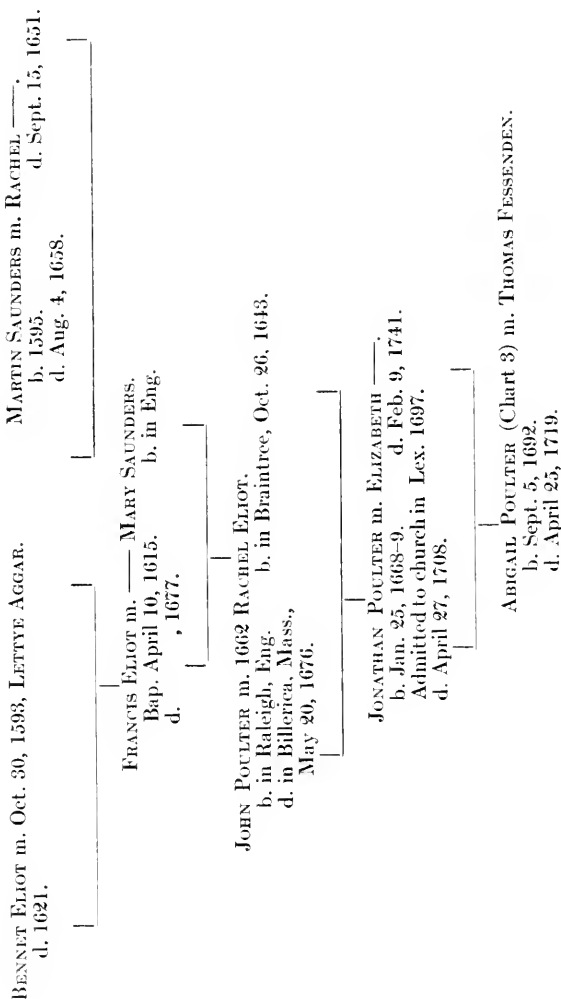 BENNET ELIOT m. Oct. 30, 1593, LETTYE AGGAR.
d. 1621.
MARTIN SAUNDERS m. RACHEL ——.
b. 1595. d. Sept. 15, 1651.
d. Aug. 4, 1658.
FRANCIS ELIOT m. —— MARY SAUNDERS.
Bap. April 10, 1615. b. in Eng.
d. , 1677.
JOHN POULTER m. 1662 RACHEL ELIOT.
b. in Raleigh, Eng. b. in Braintree, Oct. 26, 1643.
d. in Billerica, Mass.,
May 20, 1676.
JONATHAN POULTER m. ELIZABETH ——.
b. Jan. 25, 1668–9. d. Feb. 9, 1741.
Admitted to church in Lex. 1697.
d. April 27, 1708.
ABIGAIL POULTER (Chart 3) m. THOMAS FESSENDEN.
b. Sept. 5, 1692.
d. April 25, 1719.